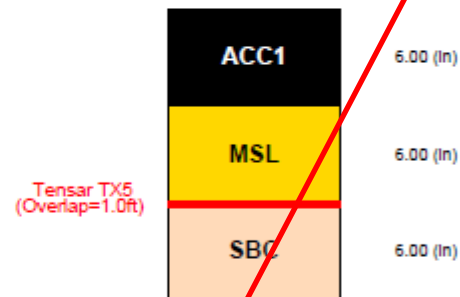 ACC1
6.00 (In)
MSL
6.00 (In)
Tensar TX5
(Overlap=1.0ft)
SBC
6.00 (In)